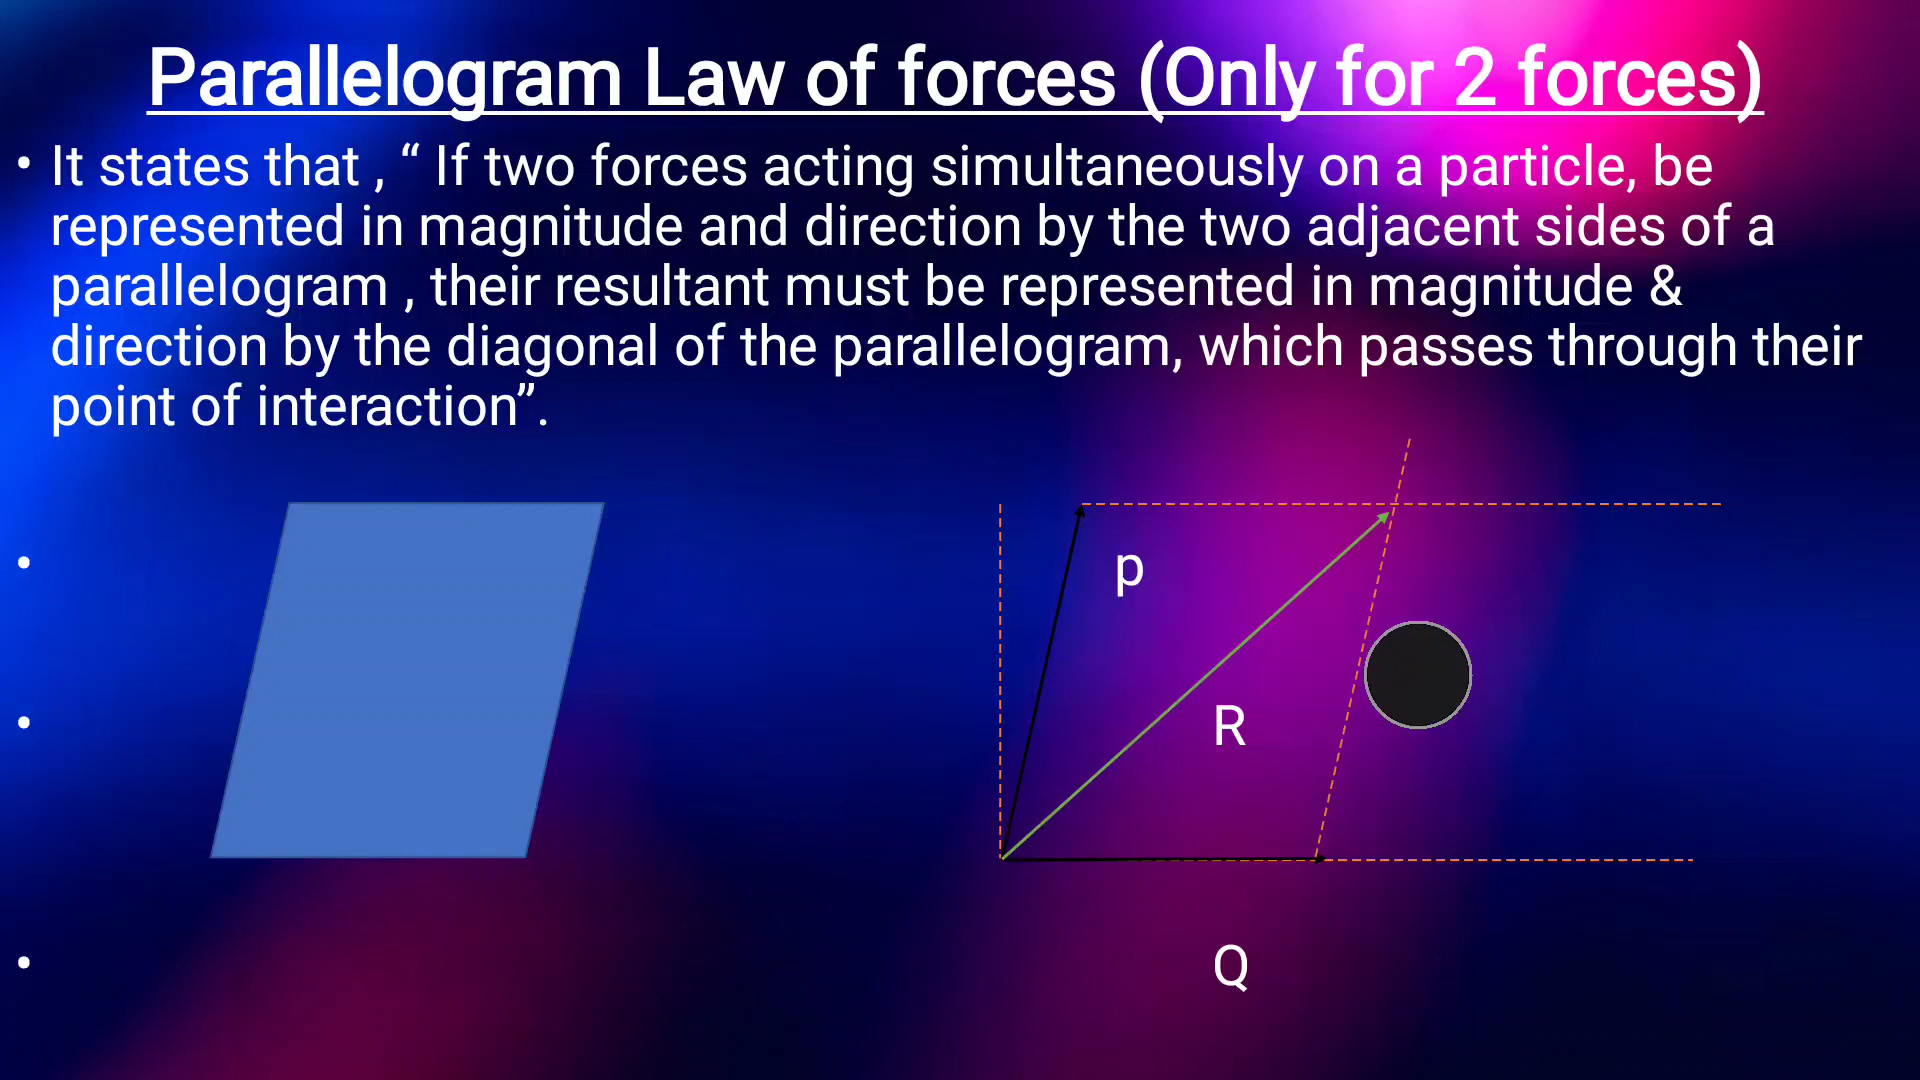 Parallelogram Law of forces (Only for 2 forces)
• It states that , “ If two forces acting simultaneously on a particle, be
represented in magnitude and direction by the two adjacent sides of a
parallelogram , their resultant must be represented in magnitude &
direction by the diagonal of the parallelogram, which passes through their
point of interaction”.
p
R
Q